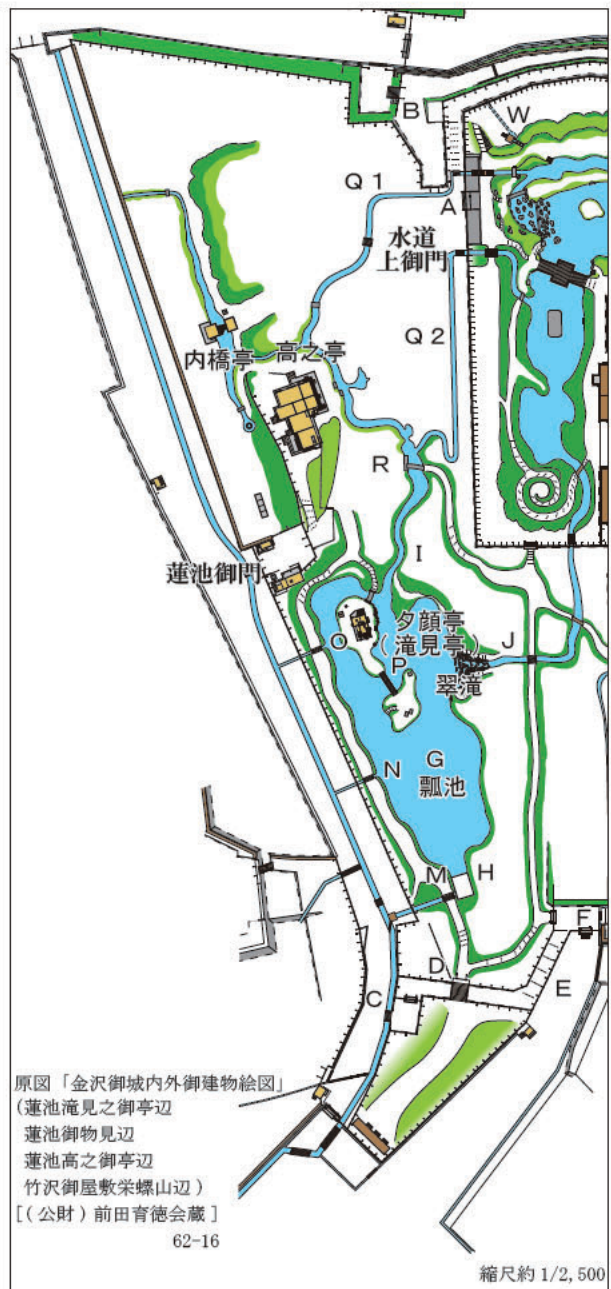 B
W
Q1
A
水道
上御門
Q2
内橋亭
高之亭
R
I
蓮池御門
O
夕顔亭
(滝見亭)
P
J
翠滝
N
G
瓢池
M
H
F
D
E
C
原図「金沢御城内外御建物絵図」
(蓮池滝見之御亭辺
蓮池御物見辺
蓮池高之御亭辺
竹沢御屋敷栄螺山辺)
[(公財)前田育徳会蔵]
62-16
縮尺約1/2,500